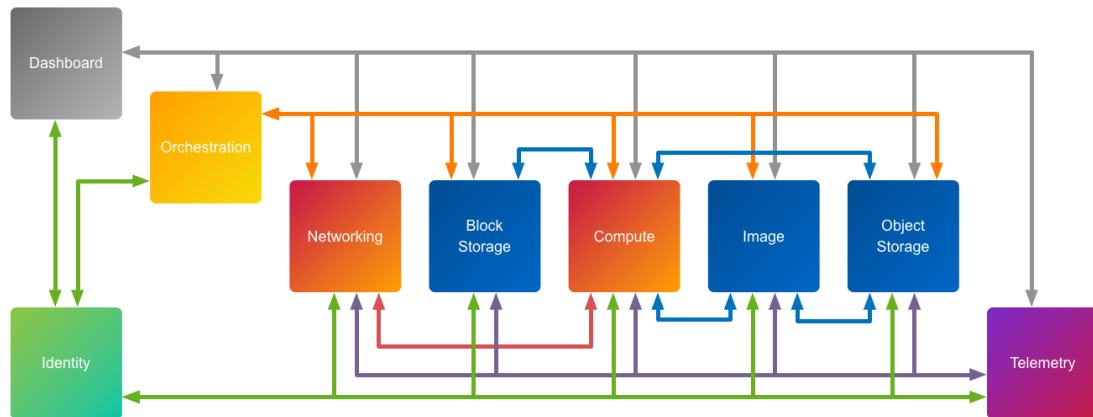 Dashboard
Orchestration
Networking
Block
Storage
Compute
Image
Object
Storage
Identity
Telemetry